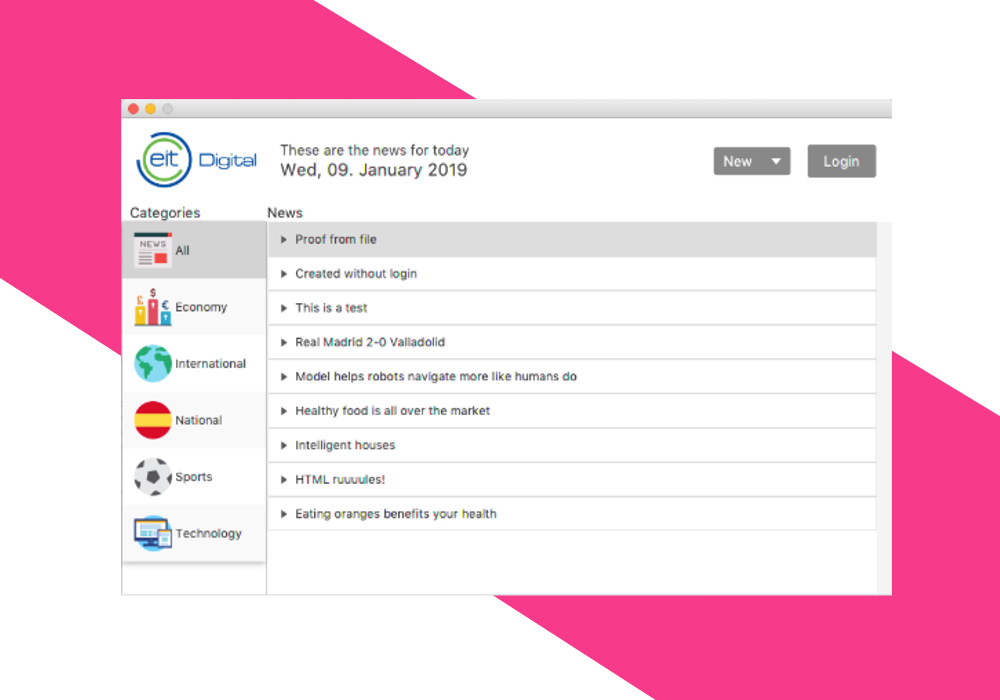 eit Digital
These are the news for today
Wed, 09. January 2019
New
Login
Categories
News
NEWS
All
£ $ €
Economy
International
National
Sports
Technology
Proof from file
Created without login
This is a test
Real Madrid 2-0 Valladolid
Model helps robots navigate more like humans do
Healthy food is all over the market
Intelligent houses
HTML ruuuules!
Eating oranges benefits your health